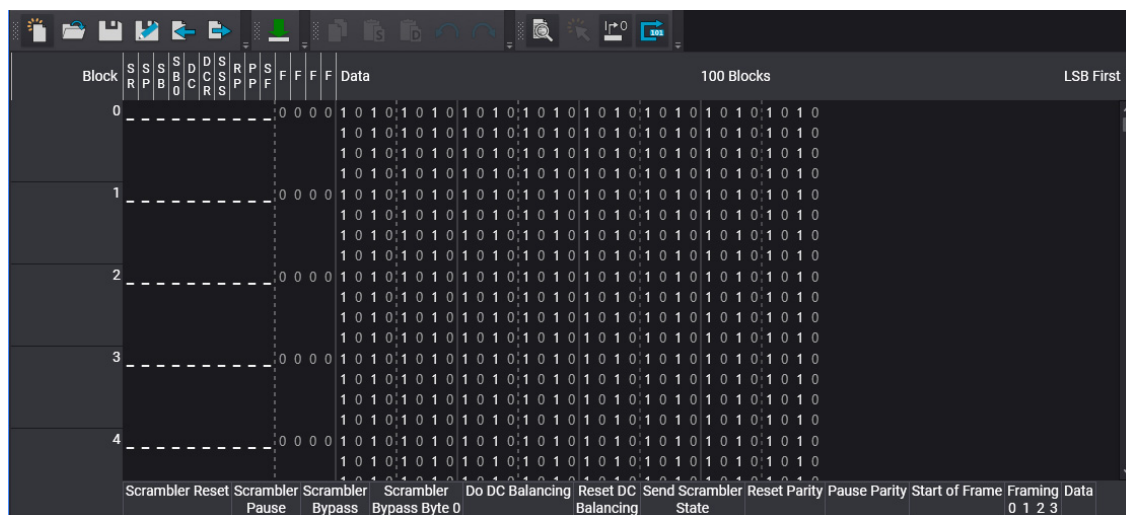 101
Block SR SP SB SB0 DC DCR SSS RP PP SF F F F F Data 100 Blocks LSB First
0 _ _ _ _ _ _ _ _ _ _ 0 0 0 0 1 0 1 0 1 0 1 0 1 0 1 0 1 0 1 0 1 0 1 0 1 0 1 0 1 0 1 0 1 0 1 0
1 0 1 0 1 0 1 0 1 0 1 0 1 0 1 0 1 0 1 0 1 0 1 0 1 0 1 0 1 0 1 0
1 0 1 0 1 0 1 0 1 0 1 0 1 0 1 0 1 0 1 0 1 0 1 0 1 0 1 0 1 0 1 0
1 0 1 0 1 0 1 0 1 0 1 0 1 0 1 0 1 0 1 0 1 0 1 0 1 0 1 0 1 0 1 0
1 _ _ _ _ _ _ _ _ _ _ 0 0 0 0 1 0 1 0 1 0 1 0 1 0 1 0 1 0 1 0 1 0 1 0 1 0 1 0 1 0 1 0 1 0 1 0
1 0 1 0 1 0 1 0 1 0 1 0 1 0 1 0 1 0 1 0 1 0 1 0 1 0 1 0 1 0 1 0
1 0 1 0 1 0 1 0 1 0 1 0 1 0 1 0 1 0 1 0 1 0 1 0 1 0 1 0 1 0 1 0
1 0 1 0 1 0 1 0 1 0 1 0 1 0 1 0 1 0 1 0 1 0 1 0 1 0 1 0 1 0 1 0
2 _ _ _ _ _ _ _ _ _ _ 0 0 0 0 1 0 1 0 1 0 1 0 1 0 1 0 1 0 1 0 1 0 1 0 1 0 1 0 1 0 1 0 1 0 1 0
1 0 1 0 1 0 1 0 1 0 1 0 1 0 1 0 1 0 1 0 1 0 1 0 1 0 1 0 1 0 1 0
1 0 1 0 1 0 1 0 1 0 1 0 1 0 1 0 1 0 1 0 1 0 1 0 1 0 1 0 1 0 1 0
1 0 1 0 1 0 1 0 1 0 1 0 1 0 1 0 1 0 1 0 1 0 1 0 1 0 1 0 1 0 1 0
3 _ _ _ _ _ _ _ _ _ _ 0 0 0 0 1 0 1 0 1 0 1 0 1 0 1 0 1 0 1 0 1 0 1 0 1 0 1 0 1 0 1 0 1 0 1 0
1 0 1 0 1 0 1 0 1 0 1 0 1 0 1 0 1 0 1 0 1 0 1 0 1 0 1 0 1 0 1 0
1 0 1 0 1 0 1 0 1 0 1 0 1 0 1 0 1 0 1 0 1 0 1 0 1 0 1 0 1 0 1 0
1 0 1 0 1 0 1 0 1 0 1 0 1 0 1 0 1 0 1 0 1 0 1 0 1 0 1 0 1 0 1 0
4 _ _ _ _ _ _ _ _ _ _ 0 0 0 0 1 0 1 0 1 0 1 0 1 0 1 0 1 0 1 0 1 0 1 0 1 0 1 0 1 0 1 0 1 0 1 0
1 0 1 0 1 0 1 0 1 0 1 0 1 0 1 0 1 0 1 0 1 0 1 0 1 0 1 0 1 0 1 0
Scrambler Reset Scrambler Scrambler Scrambler Do DC Balancing Reset DC Send Scrambler Reset Parity Pause Parity Start of Frame Framing Data
Pause Bypass Bypass Byte 0 Balancing State 0 1 2 3